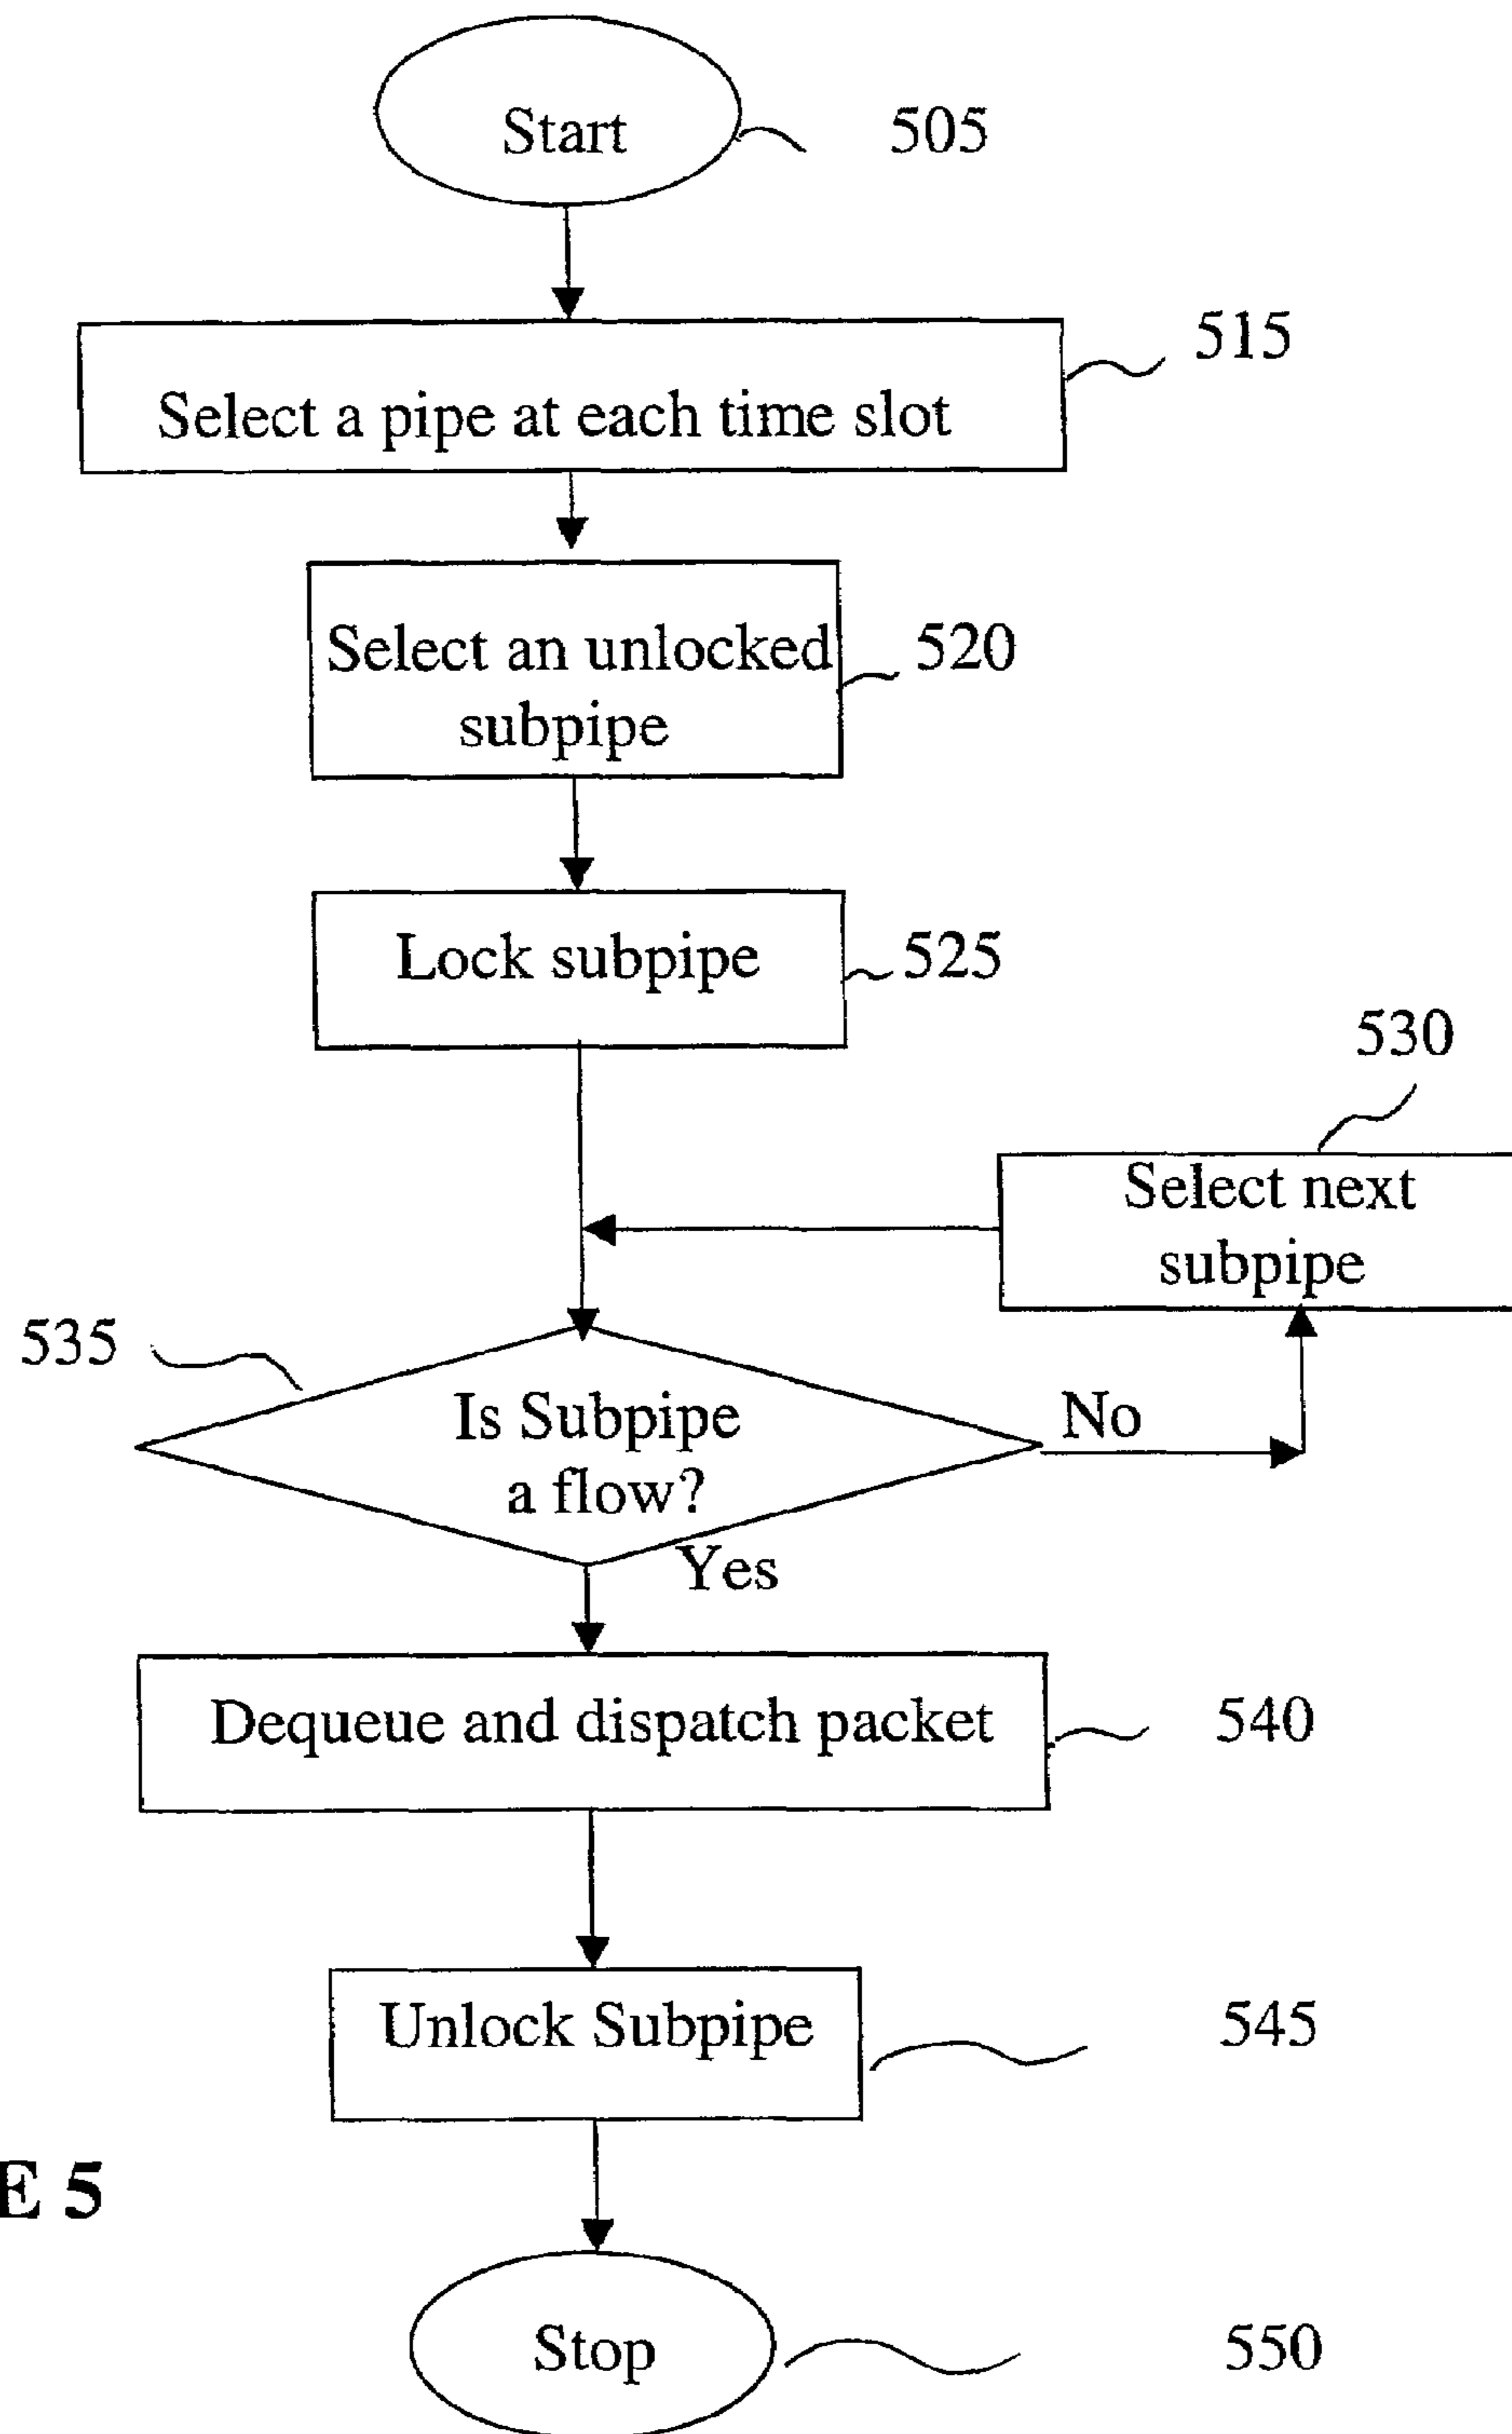 Start
505
515
Select a pipe at each time slot
Select an unlocked
subpipe
520
Lock subpipe
525
530
Select next
subpipe
535
Is Subpipe
a flow?
No
Yes
Dequeue and dispatch packet
540
Unlock Subpipe
545
E 5
Stop
550